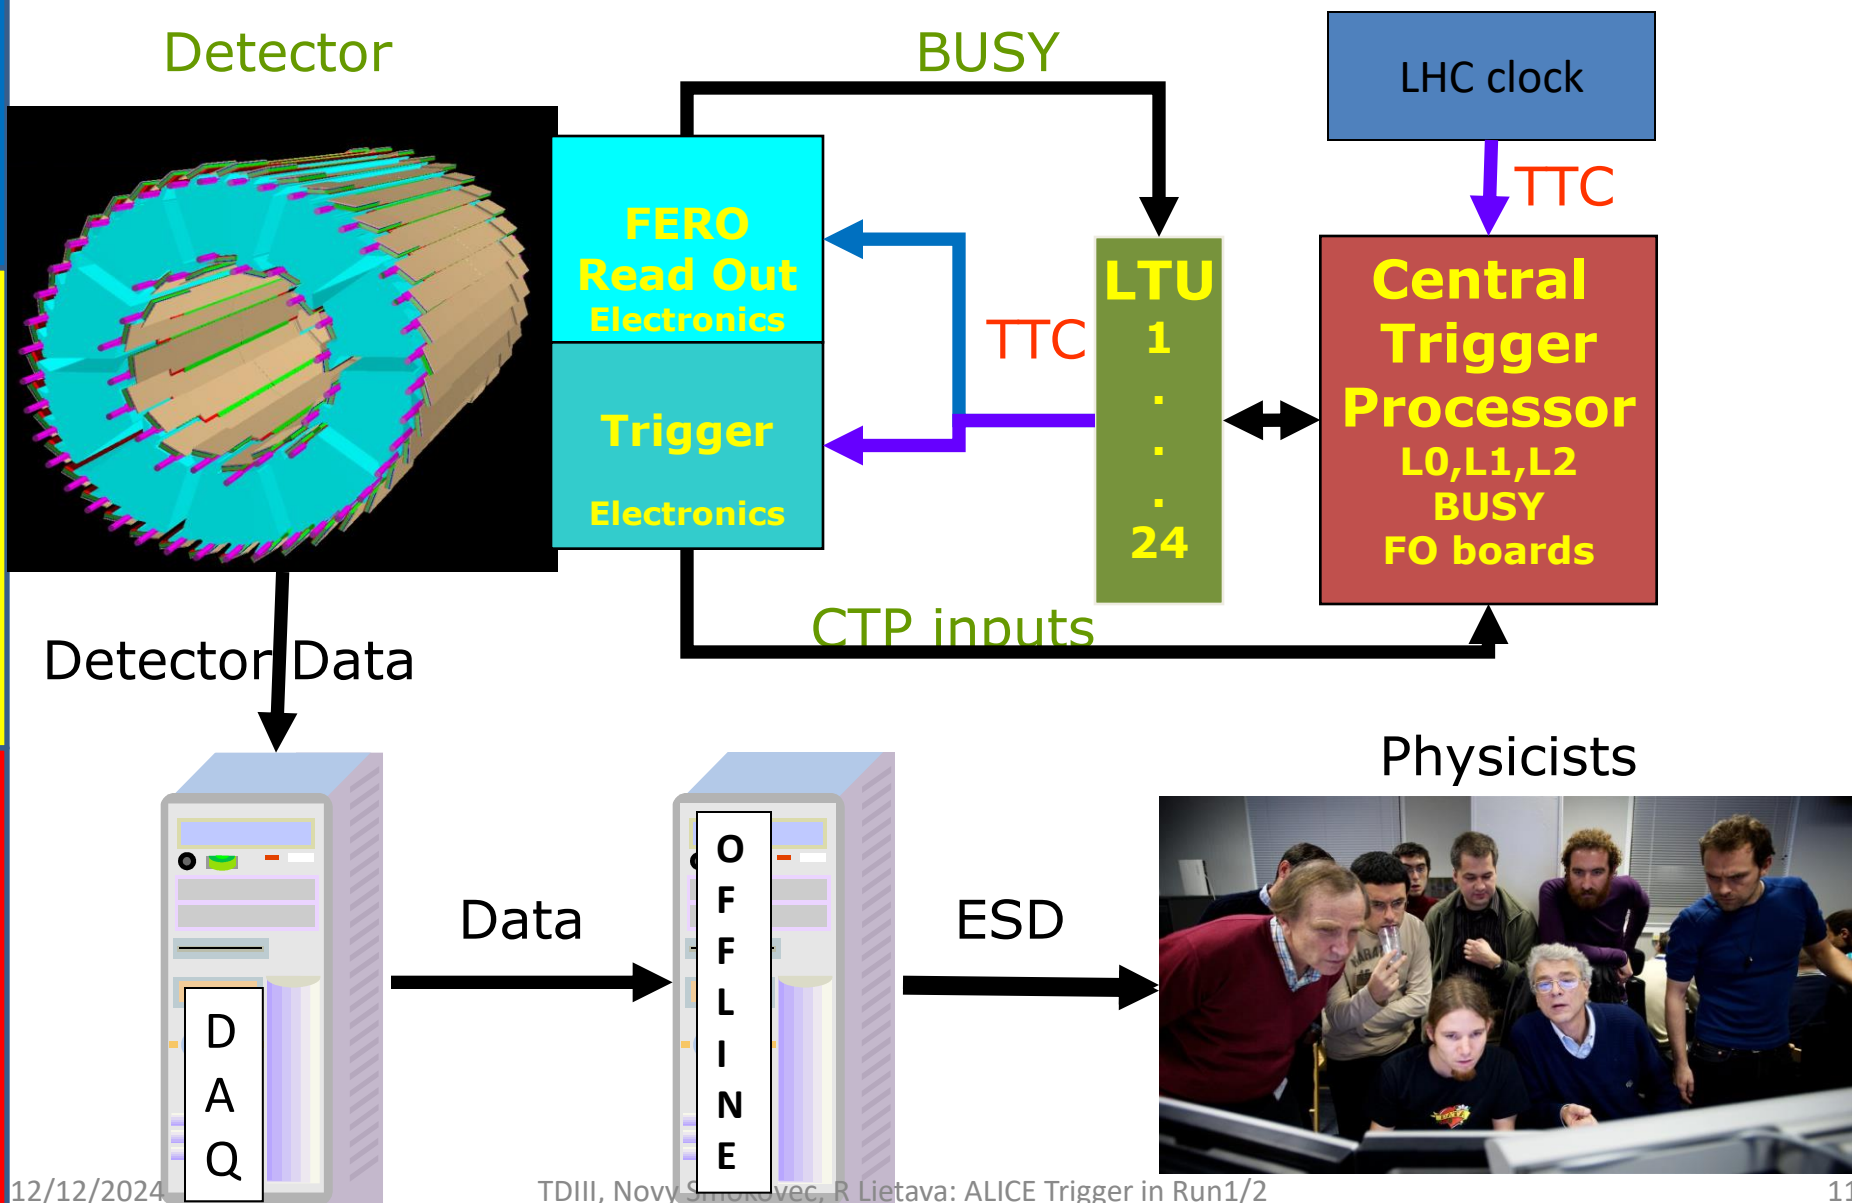 Detector
BUSY
LHC clock
TTC
FERO
Read Out
Electronics
Trigger
Electronics
TTC
LTU
1
.
.
.
24
Central
Trigger
Processor
L0,L1,L2
BUSY
FO boards
CTP inputs
Detector Data
Physicists
Data
ESD
D
A
Q
O
F
F
L
I
N
E
12/12/2024
TDIII, Novy Smokovec, R Lietava: ALICE Trigger in Run1/2
11